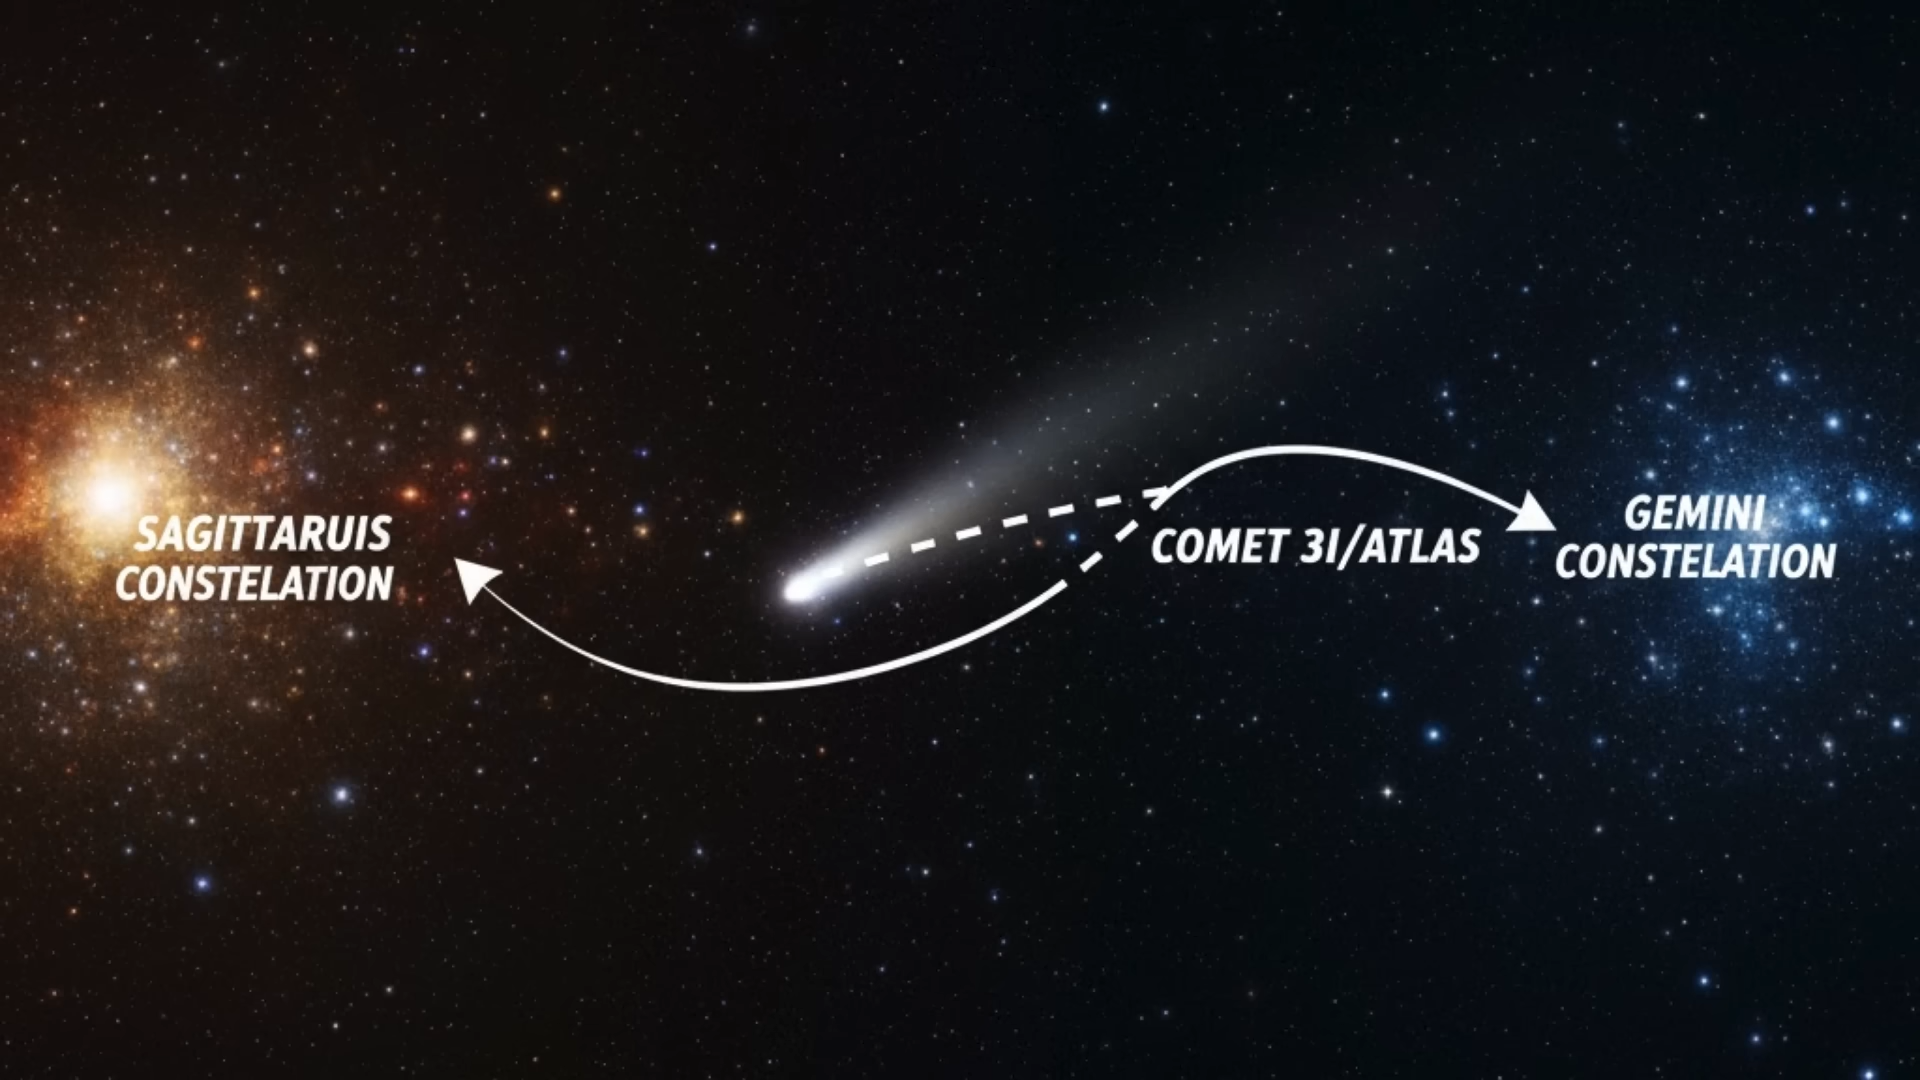 SAGITTARUIS
CONSTELATION
COMET 3I/ATLAS
GEMINI
CONSTELATION